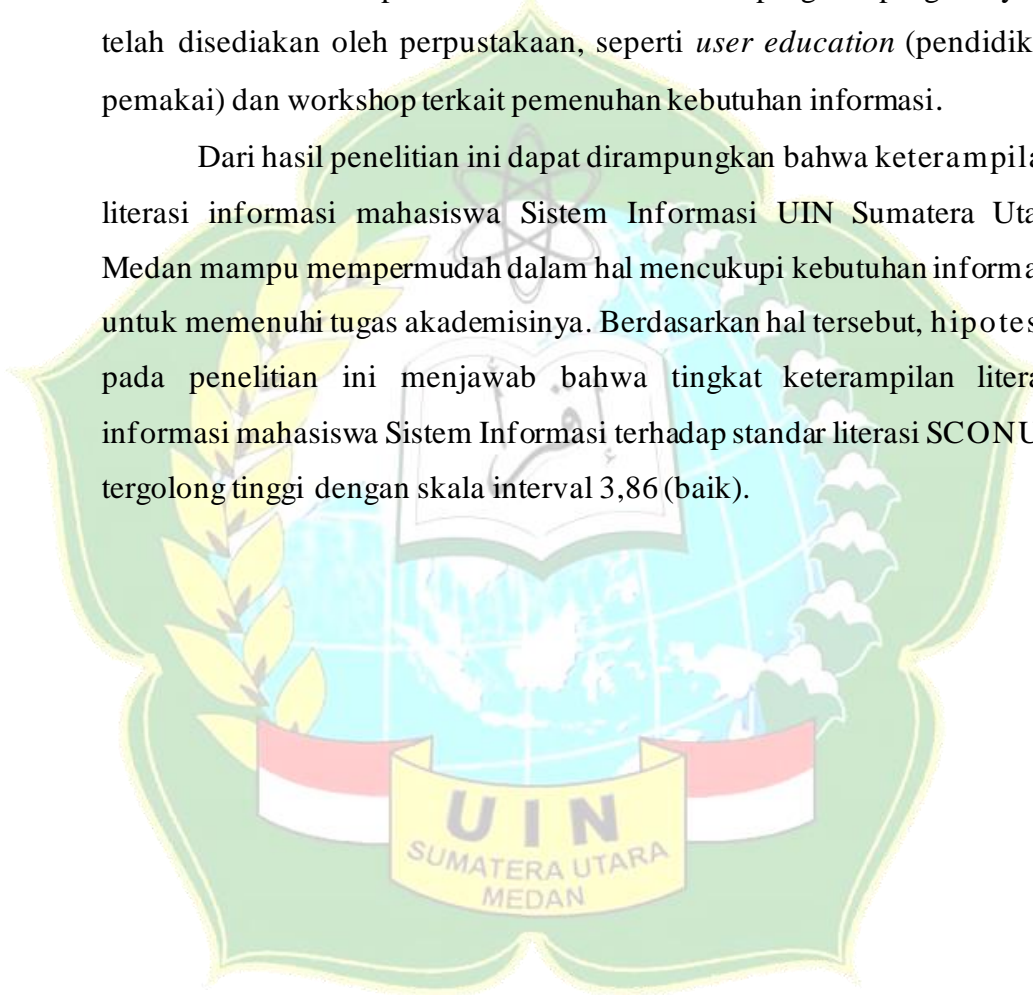 telah disediakan oleh perpustakaan, seperti user education (pendidik
pemakai) dan workshop terkait pemenuhan kebutuhan informasi.
Dari hasil penelitian ini dapat dirampungkan bahwa keterampila
literasi informasi mahasiswa Sistem Informasi UIN Sumatera Uta
Medan mampu mempermudah dalam hal mencukupi kebutuhan informa
untuk memenuhi tugas akademisinya. Berdasarkan hal tersebut, hipotes
pada penelitian ini menjawab bahwa tingkat keterampilan litera
informasi mahasiswa Sistem Informasi terhadap standar literasi SCONU
tergolong tinggi dengan skala interval 3,86 (baik).
UIN
SUMATERA UTARA
MEDAN